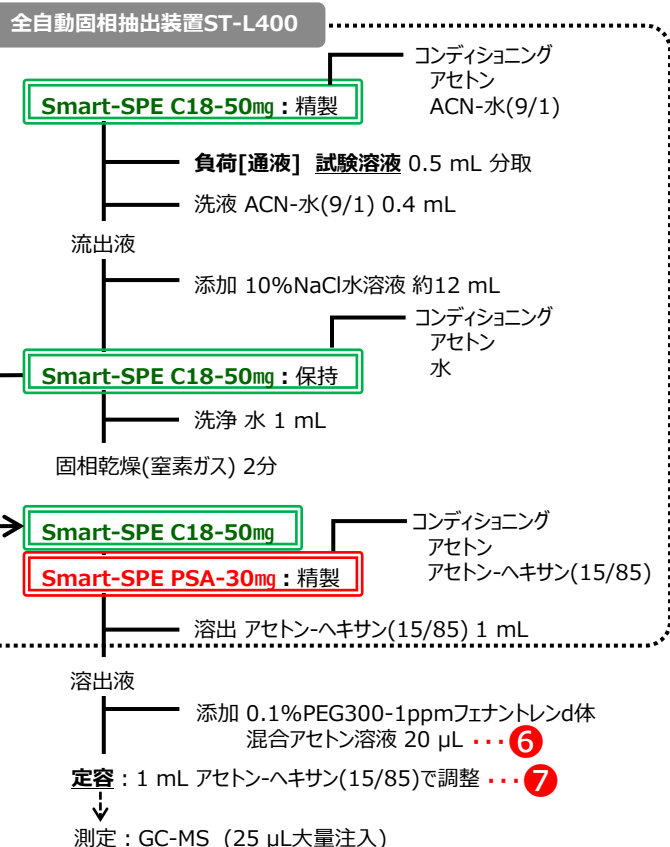 全自動固相抽出装置ST-L400
コンディショニング
アセトン
ACN-水(9/1)
Smart-SPE C18-50mg：精製
負荷[通液] 試験溶液 0.5 mL 分取
洗液 ACN-水(9/1) 0.4 mL
流出液
添加 10%NaCl水溶液 約12 mL
コンディショニング
アセトン
水
Smart-SPE C18-50mg：保持
洗浄 水 1 mL
固相乾燥(窒素ガス) 2分
Smart-SPE C18-50mg
コンディショニング
アセトン
アセトン-ヘキサン(15/85)
Smart-SPE PSA-30mg：精製
溶出 アセトン-ヘキサン(15/85) 1 mL
溶出液
添加 0.1%PEG300-1ppmフェナントレンd体
混合アセトン溶液 20 µL ･･･❻
定容：1 mL アセトン-ヘキサン(15/85)で調整 ･･･❼
測定：GC-MS（25 µL大量注入）